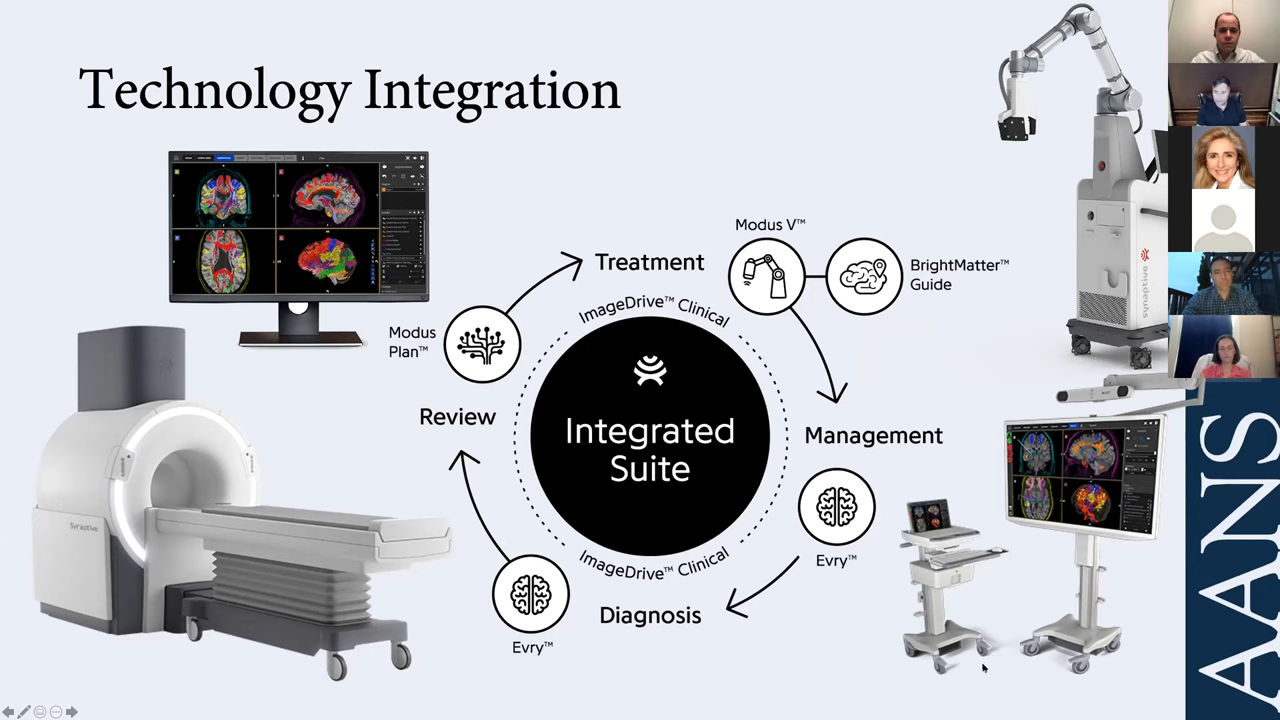 Technology Integration
Modus V™
Treatment
BrightMatter™
Guide
ImageDrive™ Clinical
Modus
Plan™
Review
Integrated
Suite
Management
Evry™
ImageDrive™ Clinical
Diagnosis
Evry™
Synaptive
synaptive
AANS